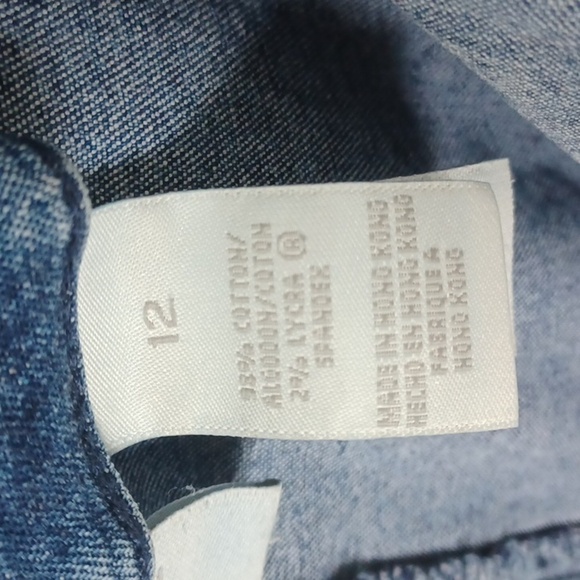 12
98% COTTON/
ALGODON/COTON
2% LYCRA ®
SPANDEX
MADE IN HONG KONG
HECHO EN HONG KONG
FABRIQUE A
HONG KONG